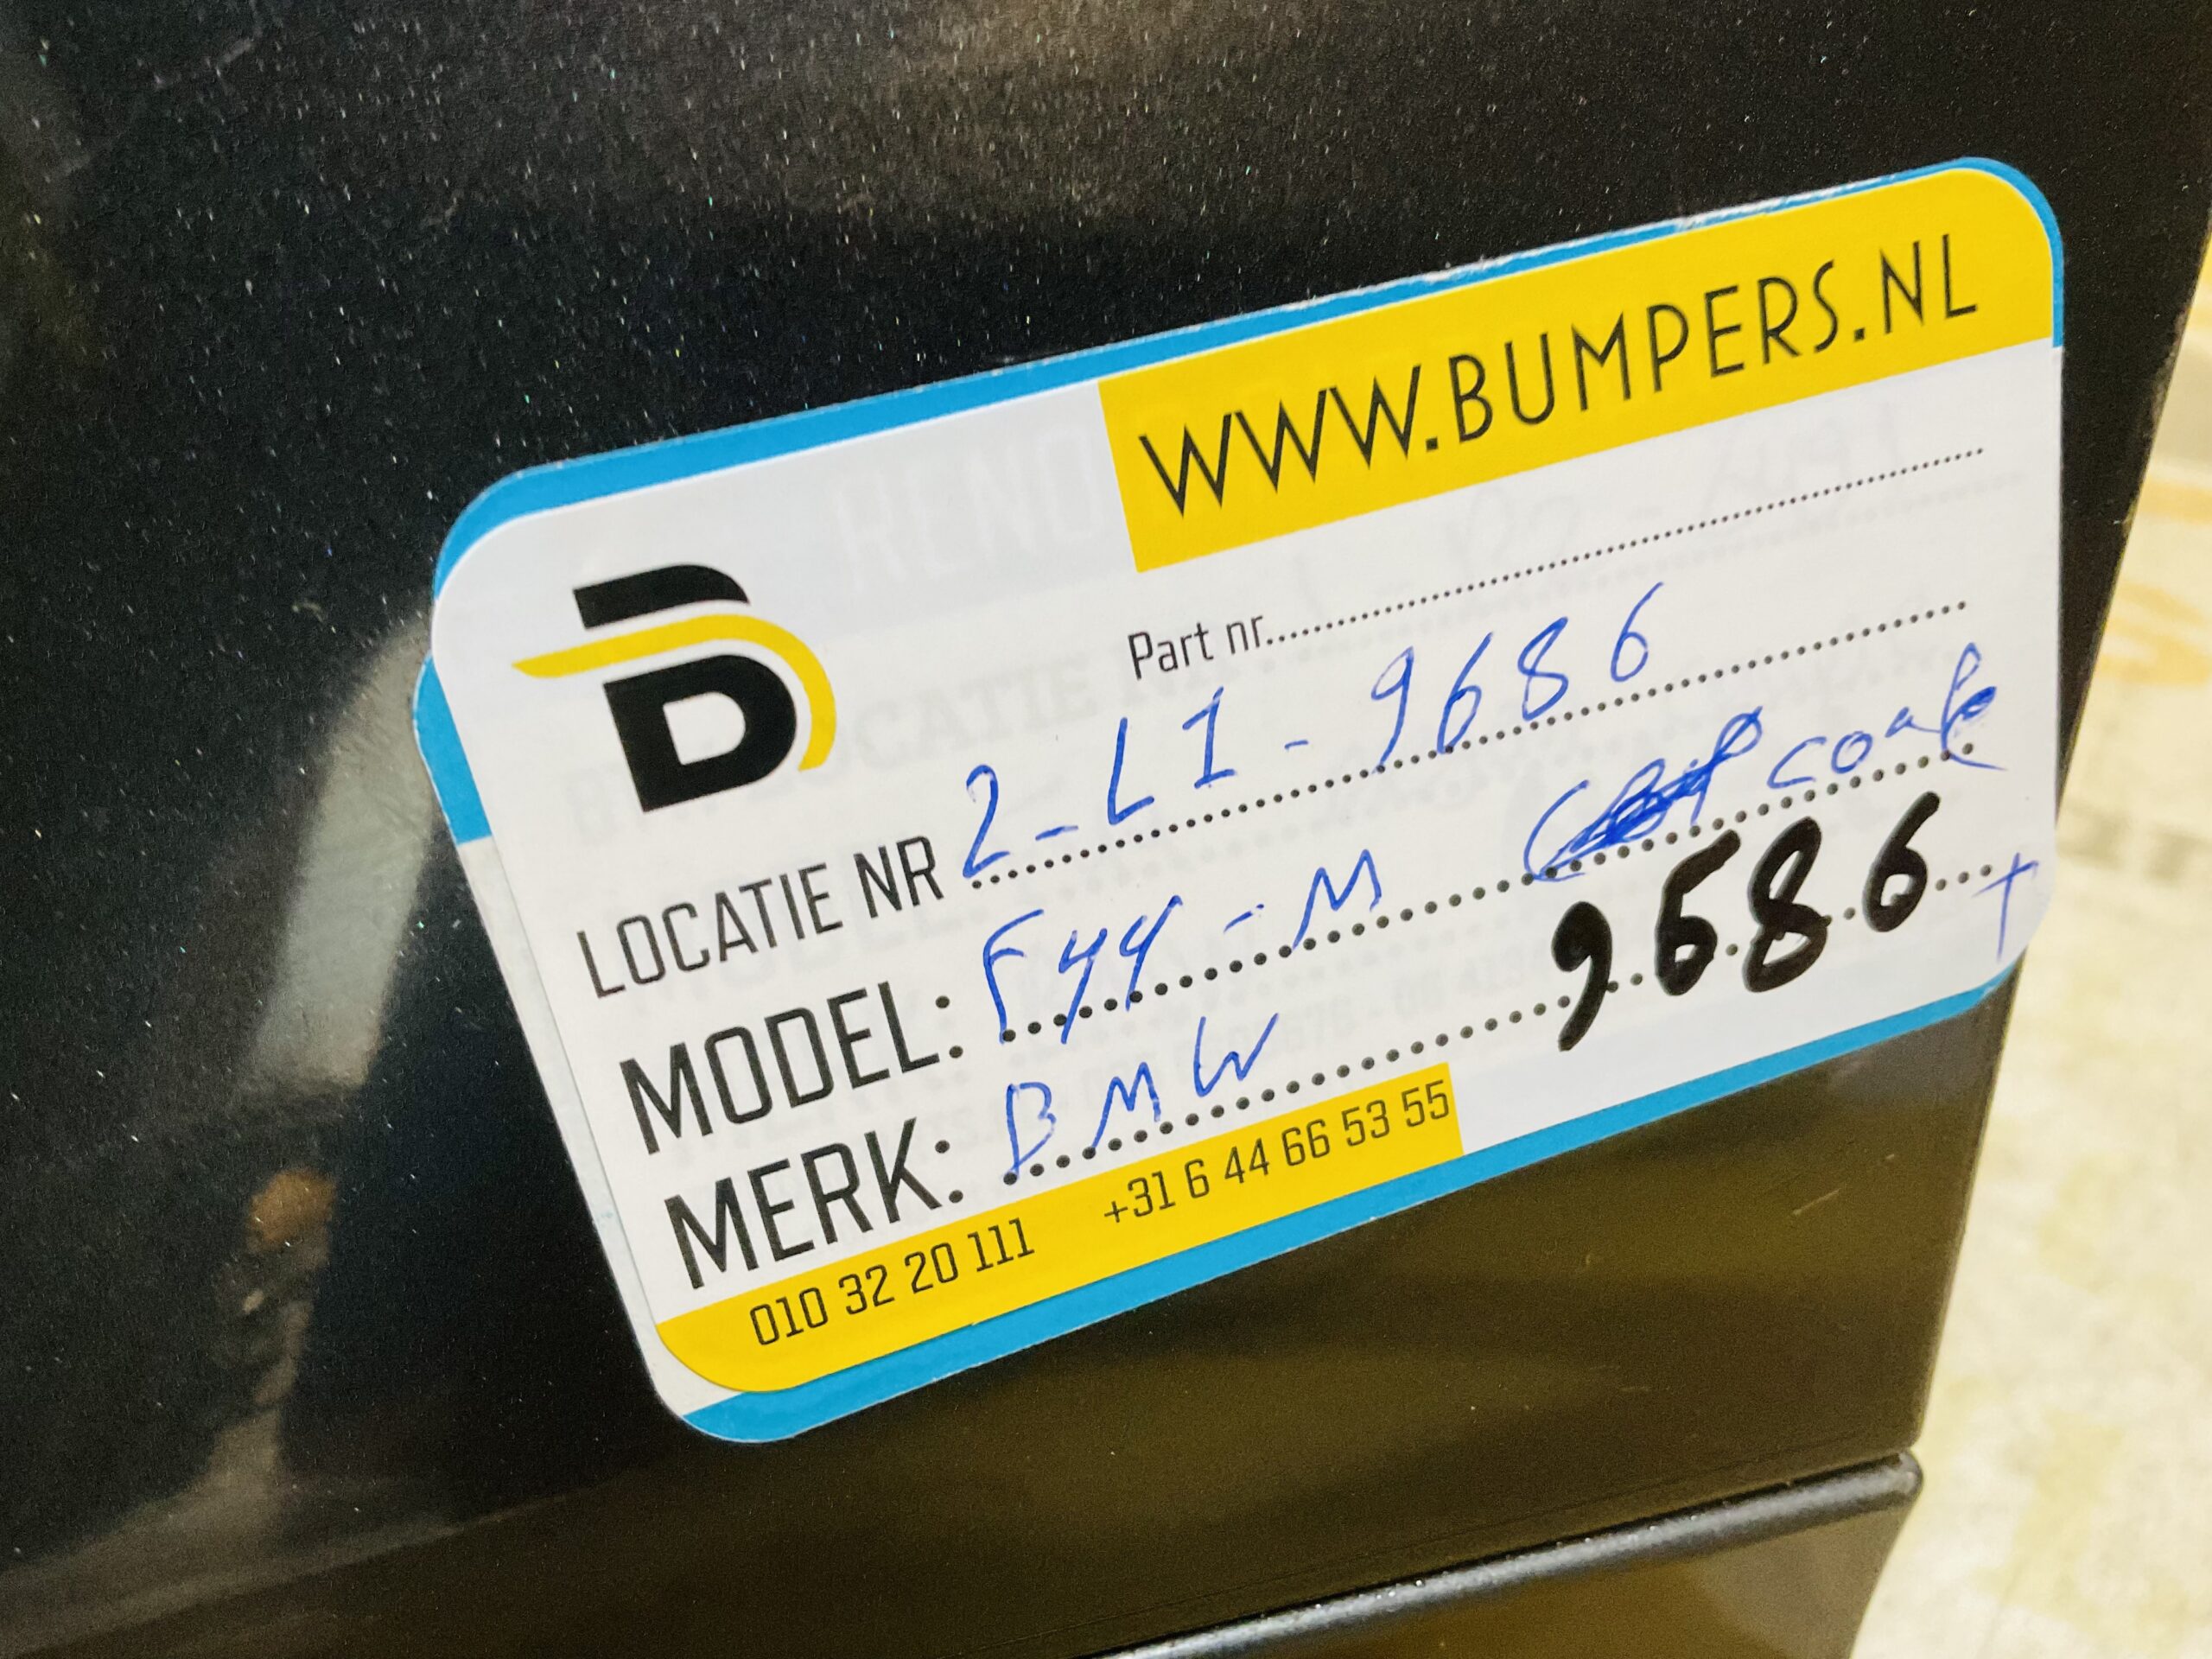 WWW.BUMPERS.NL
Part nr.
LOCATIE NR 2-L1-9686
MODEL: F44-M
MERK: BMW 9686
010 32 20 111 +31 6 44 66 53 55